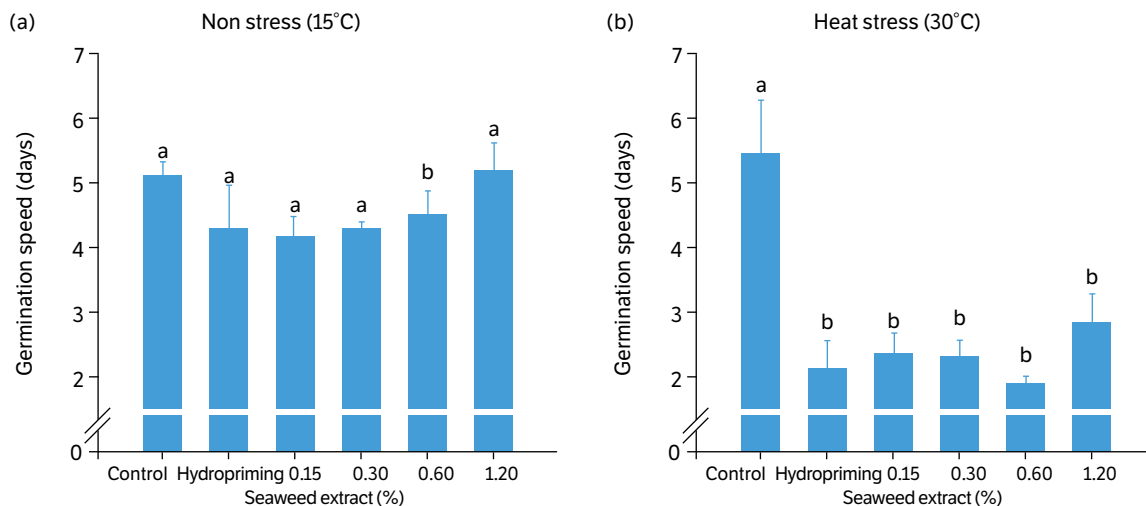 (a) Non stress (15°C)
7
6
5
4
3
2
0
Germination speed (days)
a
a
a
a
b
a
Control Hydropriming 0.15 0.30 0.60 1.20
Seaweed extract (%)
(b) Heat stress (30°C)
7
6
5
4
3
2
0
Germination speed (days)
a
b
b
b
b
b
Control Hydropriming 0.15 0.30 0.60 1.20
Seaweed extract (%)